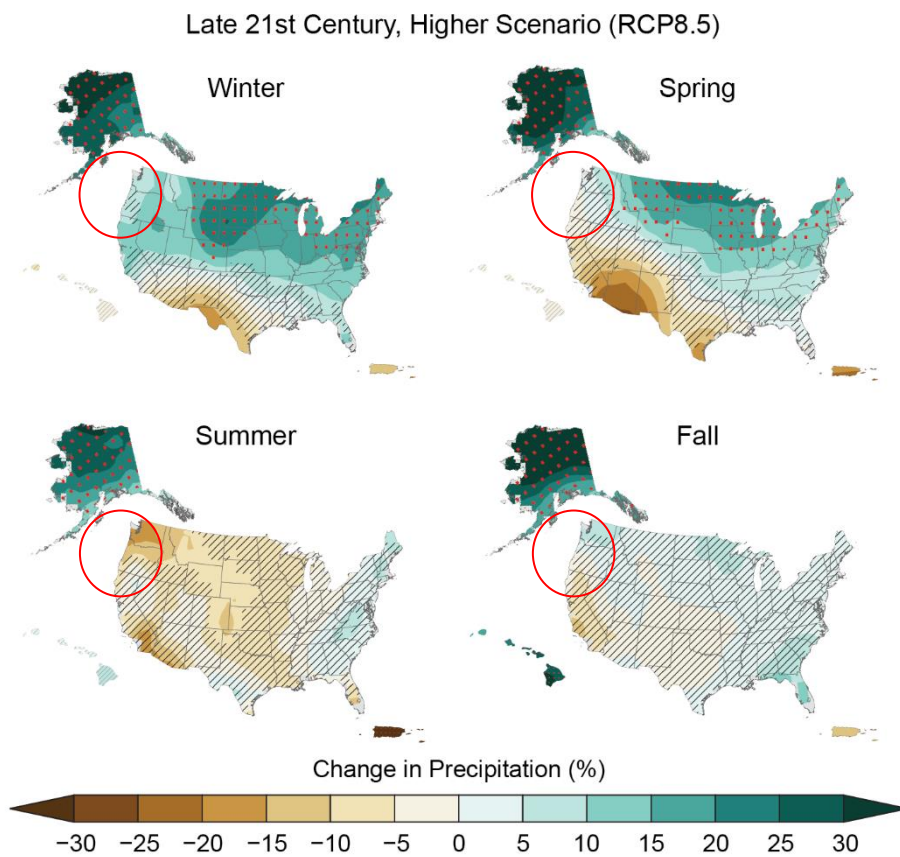 Late 21st Century, Higher Scenario (RCP8.5)
Winter
Spring
Summer
Fall
Change in Precipitation (%)
−30 −25 −20 −15 −10 −5 0 5 10 15 20 25 30